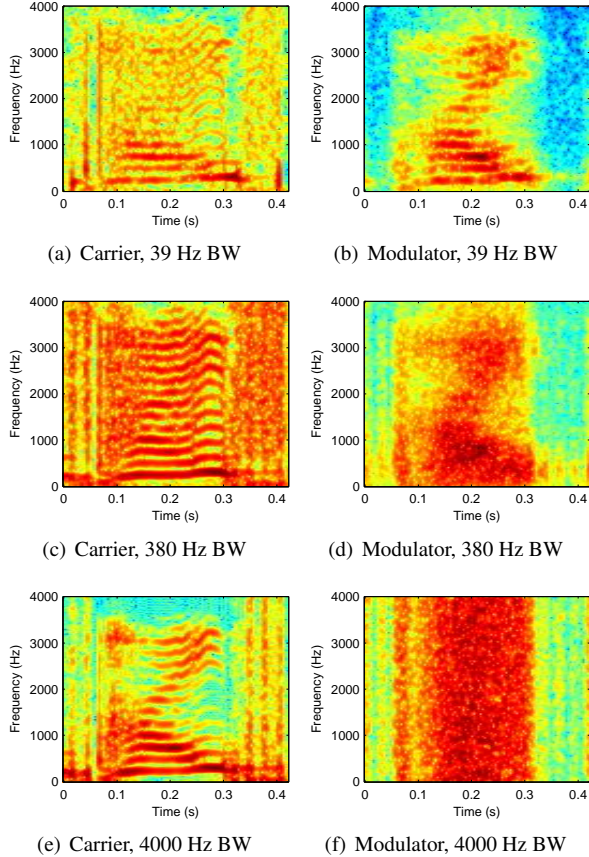 4000
3000
2000
1000
0
Frequency (Hz)
0 0.1 0.2 0.3 0.4
Time (s)
(a) Carrier, 39 Hz BW
4000
3000
2000
1000
0
Frequency (Hz)
0 0.1 0.2 0.3 0.4
Time (s)
(b) Modulator, 39 Hz BW
4000
3000
2000
1000
0
Frequency (Hz)
0 0.1 0.2 0.3 0.4
Time (s)
(c) Carrier, 380 Hz BW
4000
3000
2000
1000
0
Frequency (Hz)
0 0.1 0.2 0.3 0.4
Time (s)
(d) Modulator, 380 Hz BW
4000
3000
2000
1000
0
Frequency (Hz)
0 0.1 0.2 0.3 0.4
Time (s)
(e) Carrier, 4000 Hz BW
4000
3000
2000
1000
0
Frequency (Hz)
0 0.1 0.2 0.3 0.4
Time (s)
(f) Modulator, 4000 Hz BW